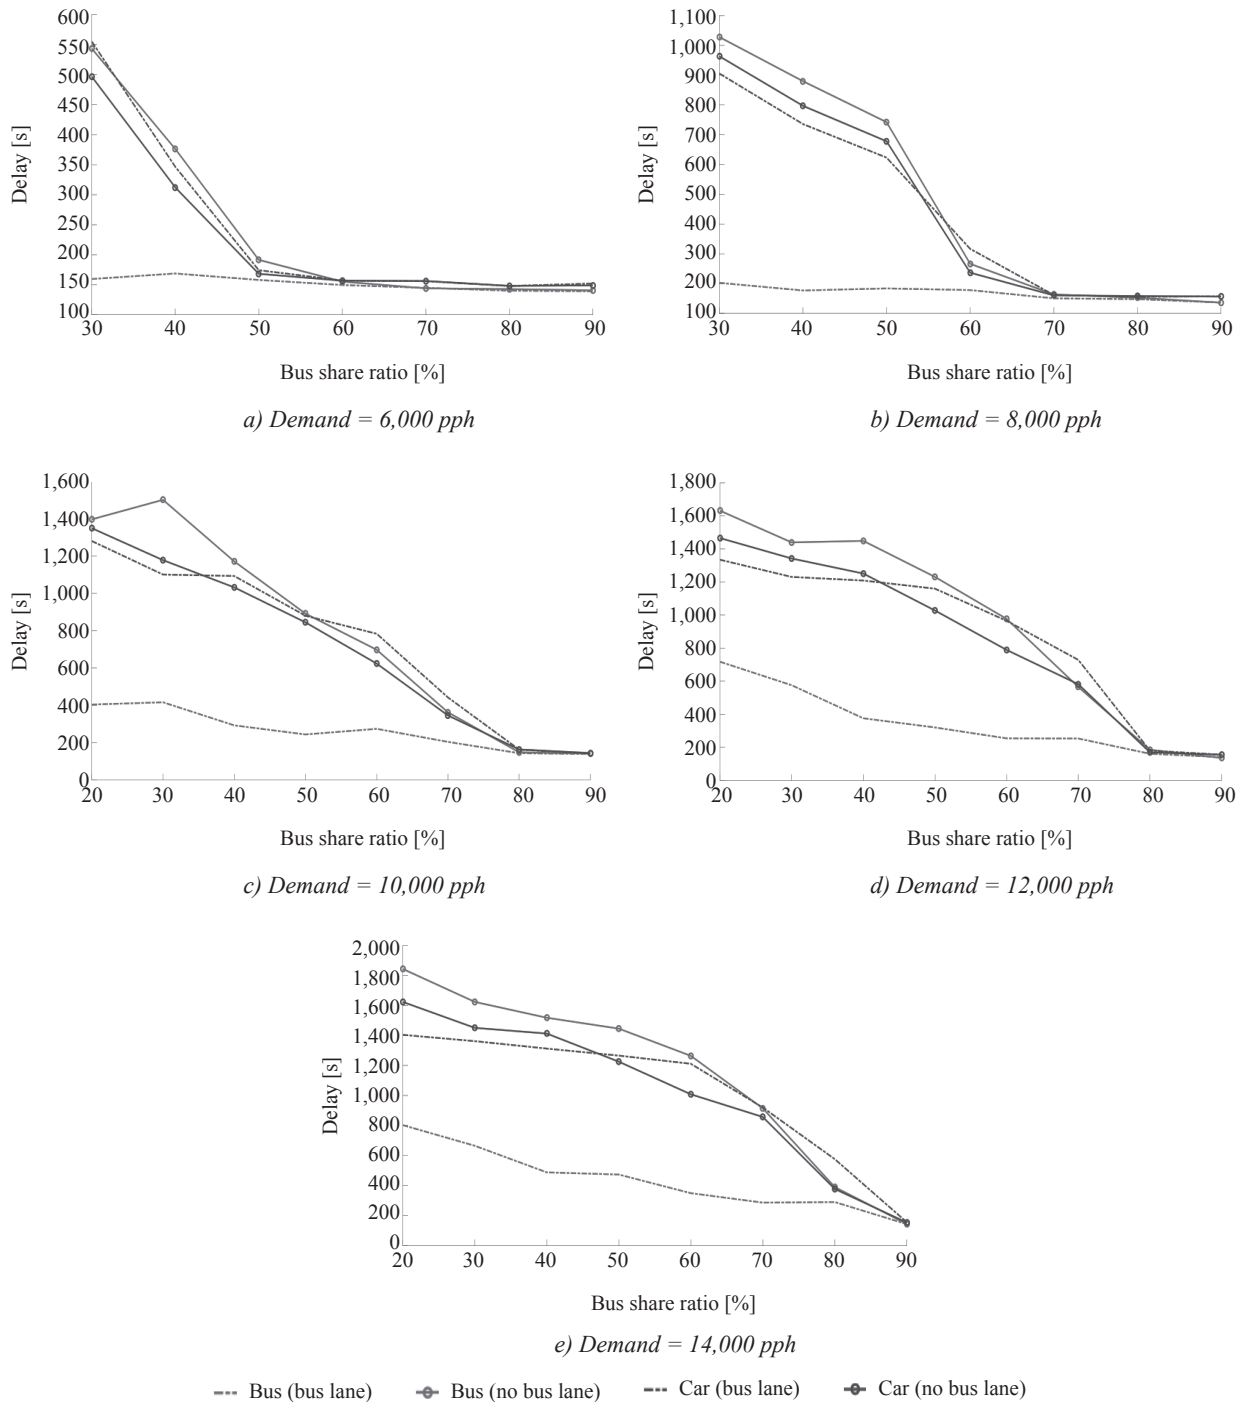 600
550
500
450
400
350
300
250
200
150
100
Delay [s]
30 40 50 60 70 80 90
Bus share ratio [%]
a) Demand = 6,000 pph
1,100
1,000
900
800
700
600
500
400
300
200
100
Delay [s]
30 40 50 60 70 80 90
Bus share ratio [%]
b) Demand = 8,000 pph
1,600
1,400
1,200
1,000
800
600
400
200
0
Delay [s]
20 30 40 50 60 70 80 90
Bus share ratio [%]
c) Demand = 10,000 pph
1,800
1,600
1,400
1,200
1,000
800
600
400
200
0
Delay [s]
20 30 40 50 60 70 80 90
Bus share ratio [%]
d) Demand = 12,000 pph
2,000
1,800
1,600
1,400
1,200
1,000
800
600
400
200
0
Delay [s]
20 30 40 50 60 70 80 90
Bus share ratio [%]
e) Demand = 14,000 pph
Bus (bus lane) Bus (no bus lane) Car (bus lane) Car (no bus lane)